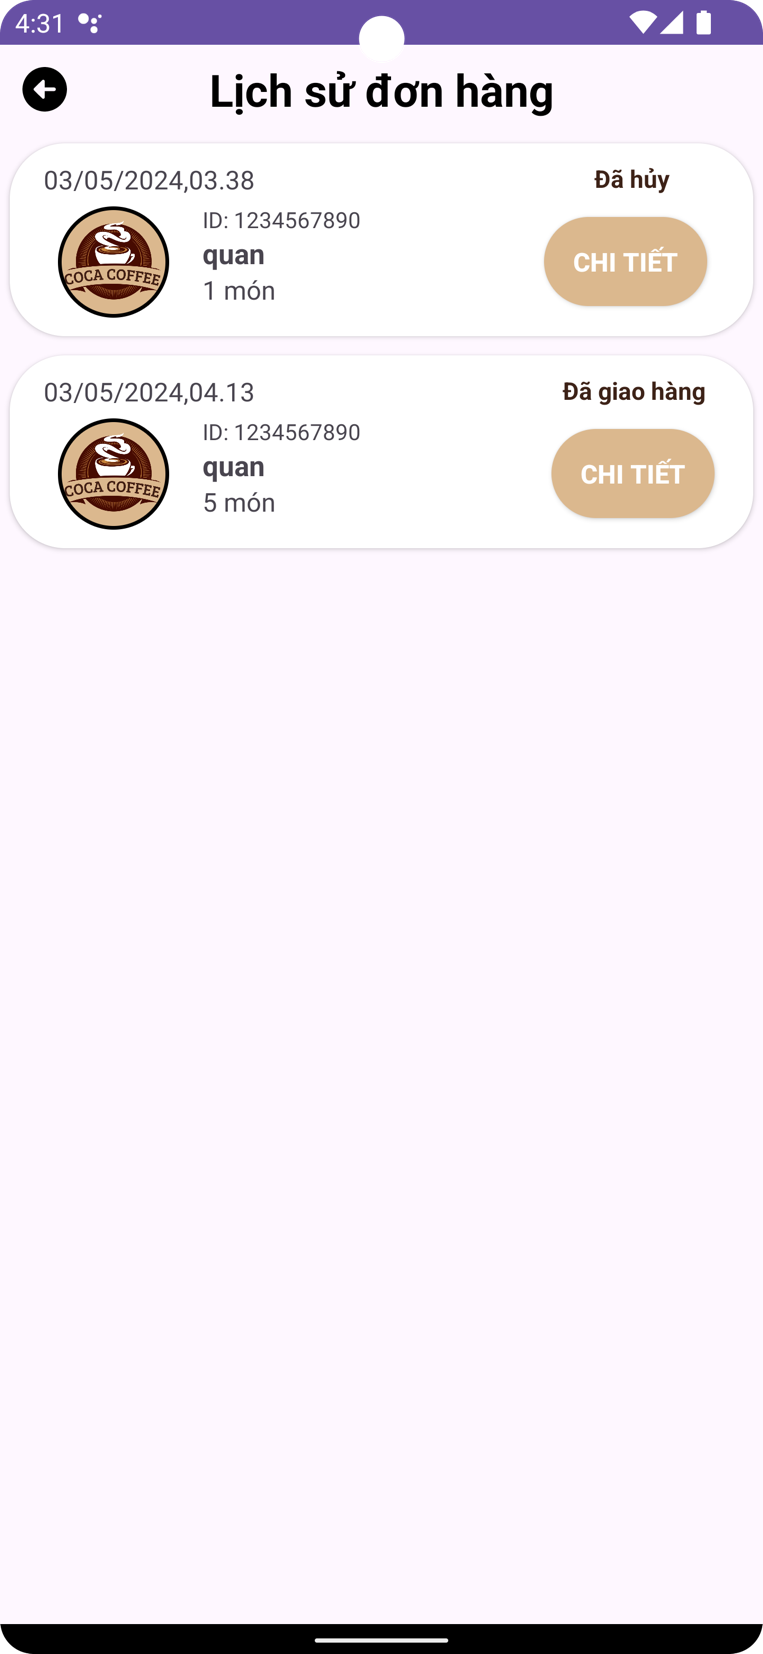 4:31
Lịch sử đơn hàng
03/05/2024,03.38
Đã hủy
COCA COFFEE
ID: 1234567890
quan
1 món
CHI TIẾT
03/05/2024,04.13
Đã giao hàng
COCA COFFEE
ID: 1234567890
quan
5 món
CHI TIẾT